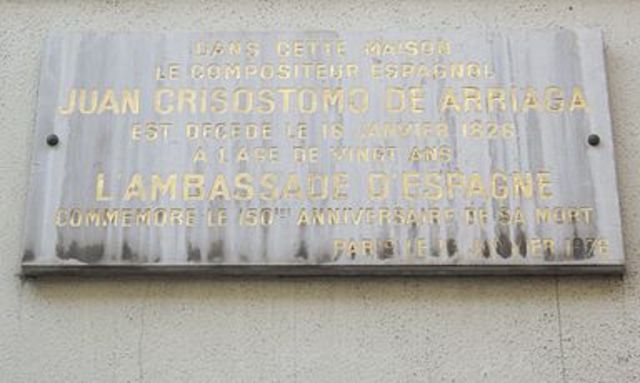 DANS CETTE MAISON
LE COMPOSITEUR ESPAGNOL
JUAN CRISOSTOMO DE ARRIAGA
EST DECEDE LE 16 JANVIER 1826
A L'AGE DE VINGT ANS
L'AMBASSADE D'ESPAGNE
COMMEMORE LE 150ME ANNIVERSAIRE DE SA MORT
PARIS LE JANVIER 1976